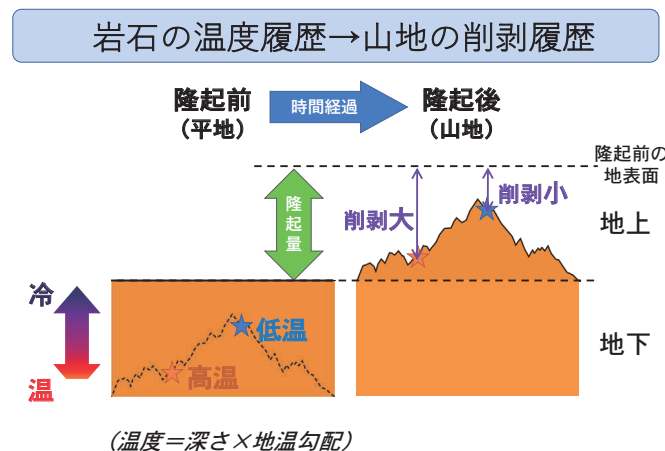 岩石の温度履歴→山地の削剥履歴
隆起前
（平地）
時間経過
隆起後
（山地）
隆起前の
地表面
隆起量
削剥大
削剥小
地上
冷
温
低温
高温
地下
（温度＝深さ×地温勾配）